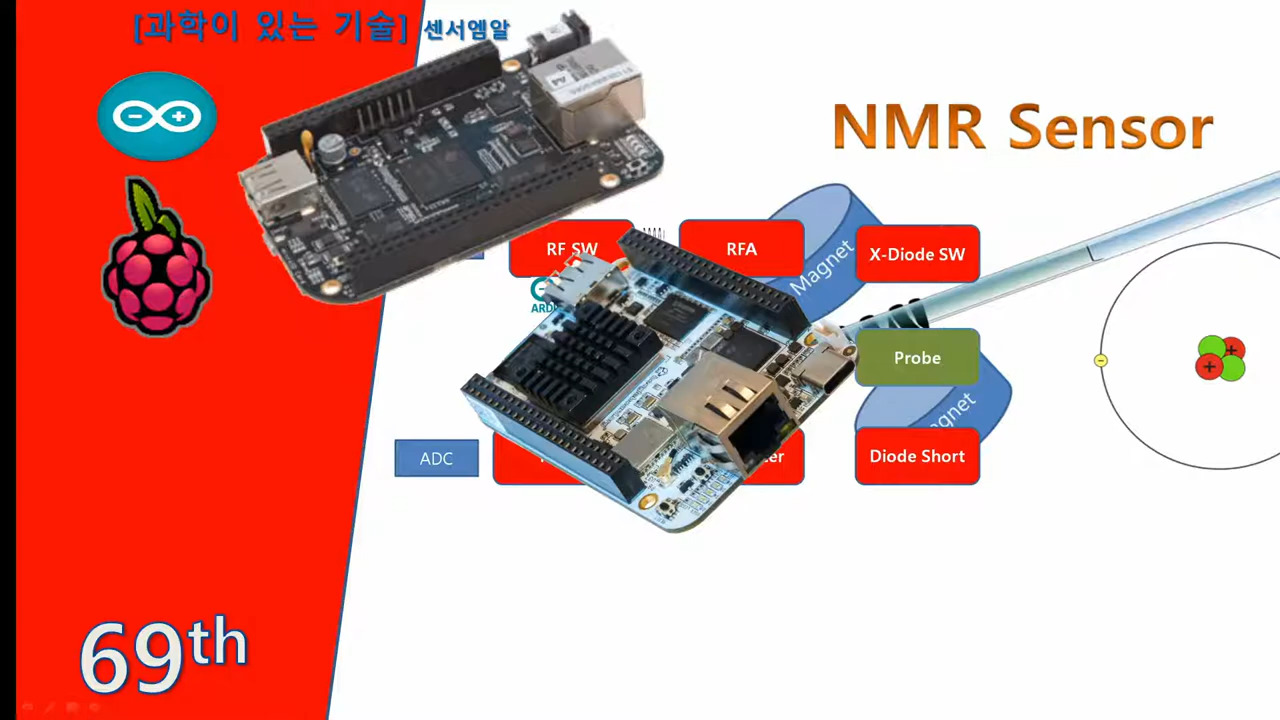 [과학이 있는 기술] 센서엠알
NMR Sensor
RF SW
RFA
Magnet
X-Diode SW
Probe
ADC
Diode Short
69th